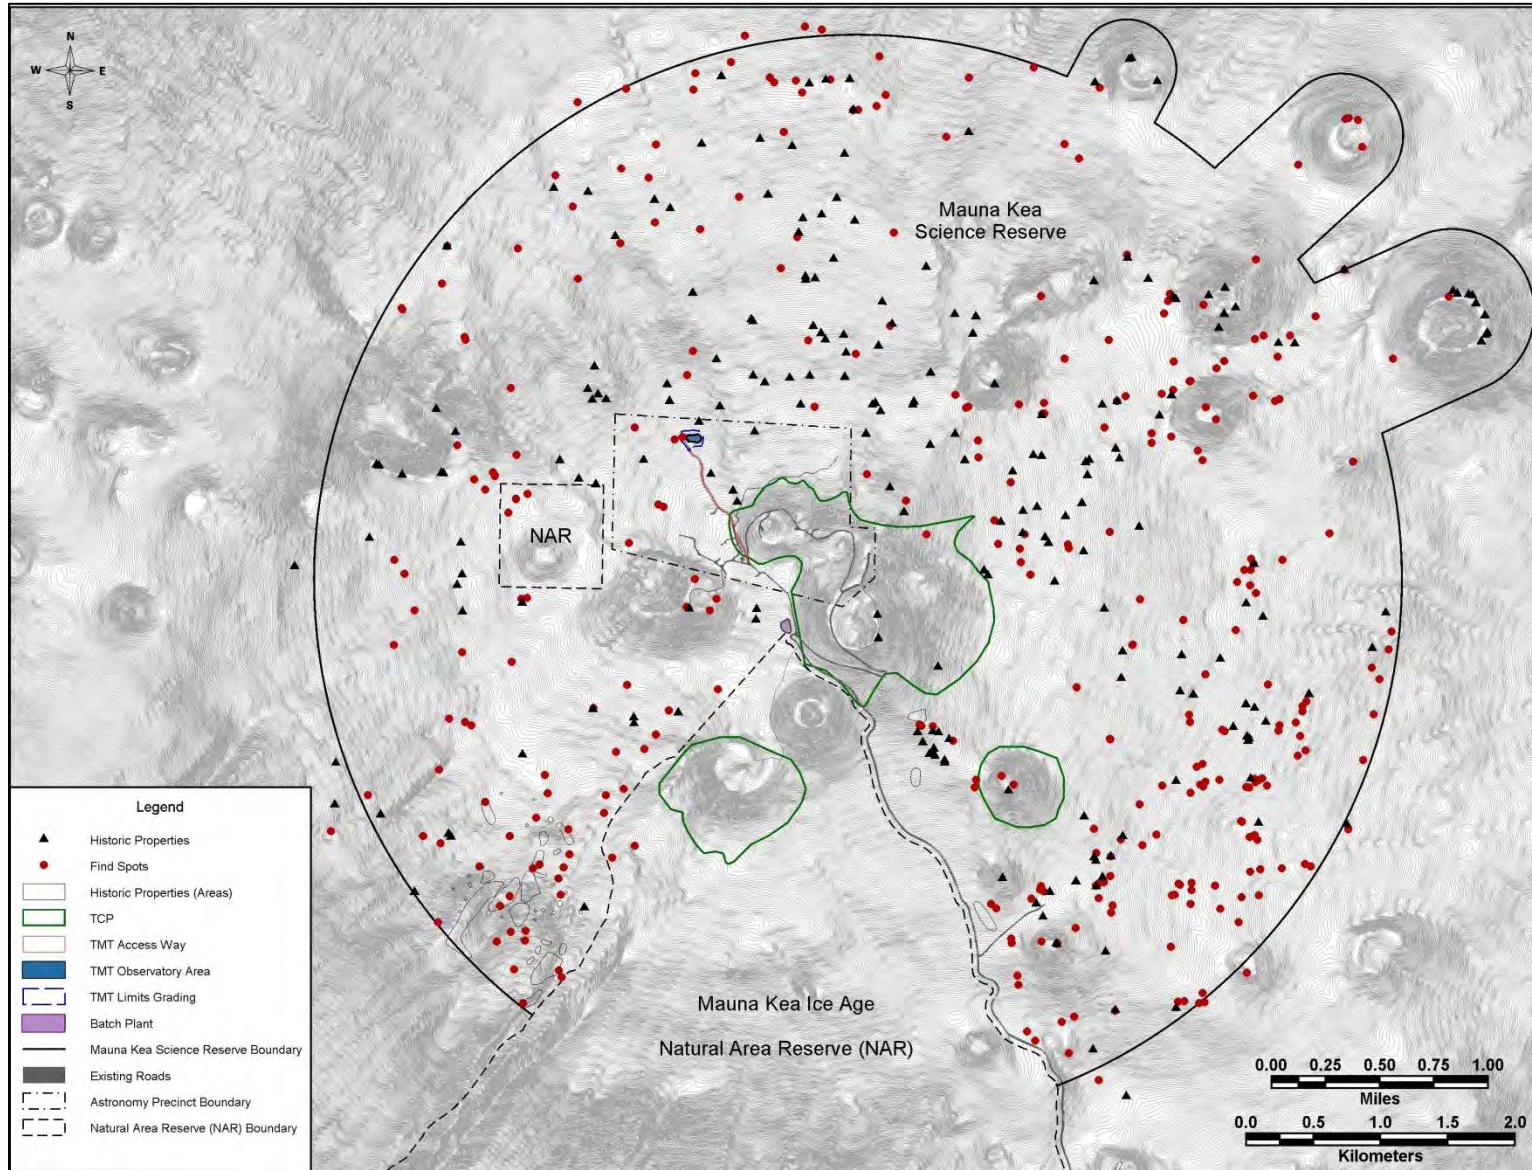 N
W E
S
Mauna Kea
Science Reserve
NAR
Legend
Historic Properties
Find Spots
Historic Properties (Areas)
TCP
TMT Access Way
TMT Observatory Area
TMT Limits Grading
Batch Plant
Mauna Kea Science Reserve Boundary
Existing Roads
Astronomy Precinct Boundary
Natural Area Reserve (NAR) Boundary
Mauna Kea Ice Age
Natural Area Reserve (NAR)
0.00 0.25 0.50 0.75 1.00
Miles
0.0 0.5 1.0 1.5 2.0
Kilometers